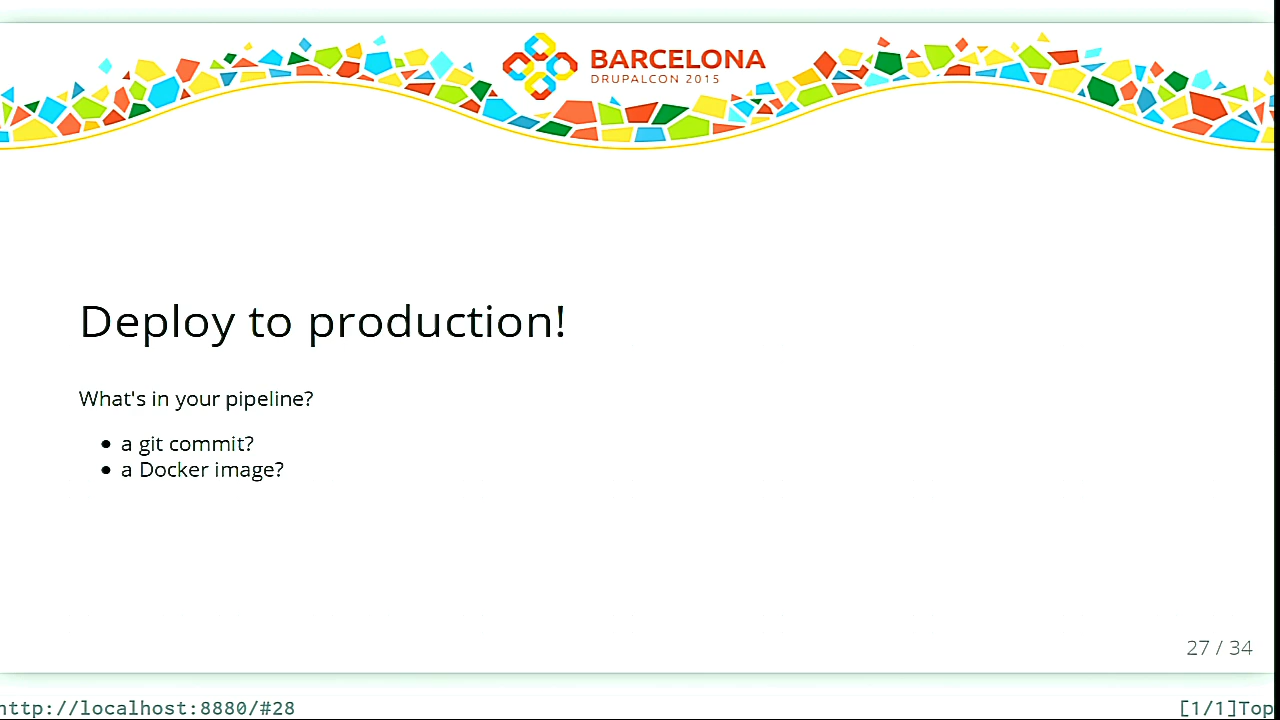 BARCELONA
DRUPALCON 2015
Deploy to production!
What's in your pipeline?
a git commit?
a Docker image?
27 / 34
http://localhost:8880/#28
[1/1]Top